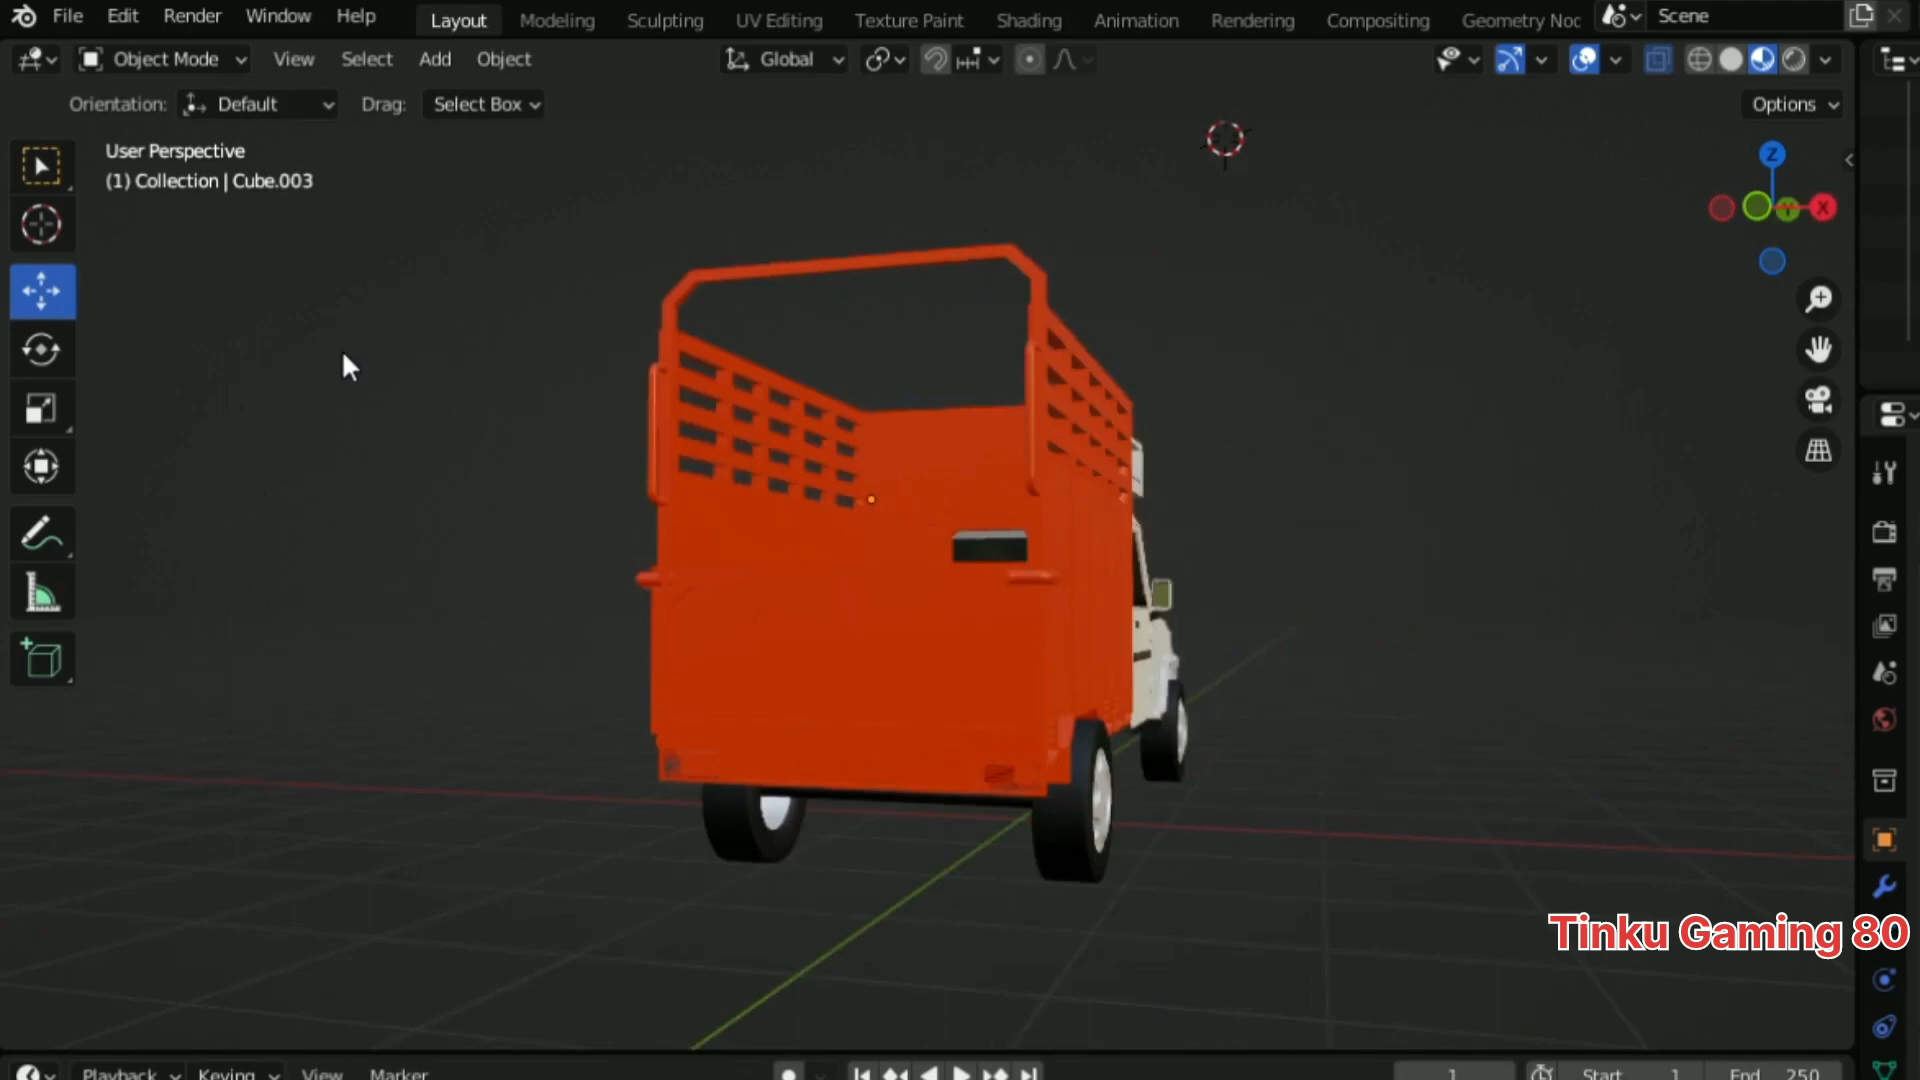 File Edit Render Window Help Layout Modeling Sculpting UV Editing Texture Paint Shading Animation Rendering Compositing Geometry Noc Scene
Object Mode View Select Add Object Global
Orientation: Default Drag: Select Box Options
User Perspective
(1) Collection | Cube.003
Z
Y X
Tinku Gaming 80
Playback Keying View Marker 1 Start 1 End 250